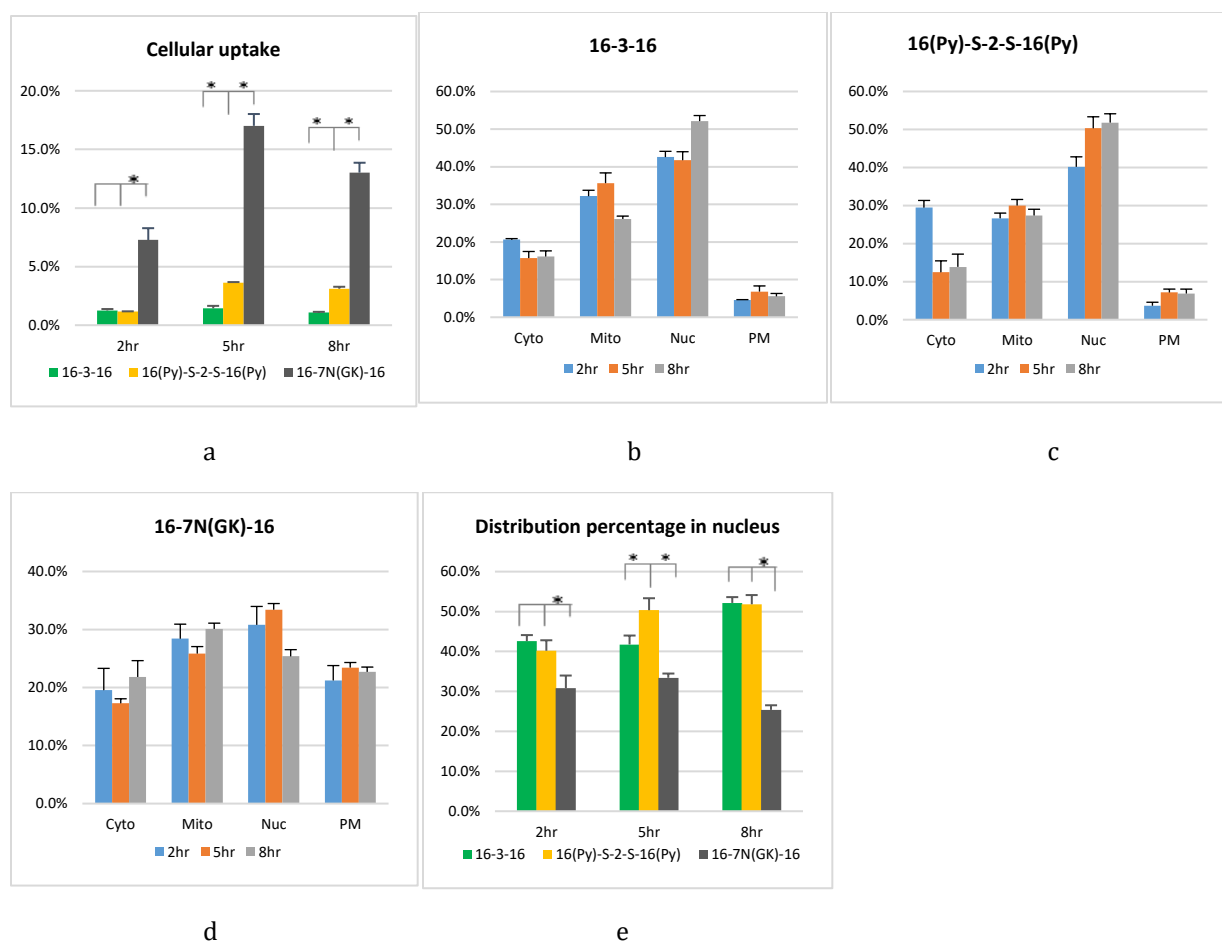 Cellular uptake
20.0%
15.0%
10.0%
5.0%
0.0%
* *
* *
*
2hr 5hr 8hr
16-3-16 16(Py)-S-2-S-16(Py) 16-7N(GK)-16
a
16-3-16
60.0%
50.0%
40.0%
30.0%
20.0%
10.0%
0.0%
Cyto Mito Nuc PM
2hr 5hr 8hr
b
16(Py)-S-2-S-16(Py)
60.0%
50.0%
40.0%
30.0%
20.0%
10.0%
0.0%
Cyto Mito Nuc PM
2hr 5hr 8hr
c
16-7N(GK)-16
40.0%
30.0%
20.0%
10.0%
0.0%
Cyto Mito Nuc PM
2hr 5hr 8hr
d
Distribution percentage in nucleus
60.0%
50.0%
40.0%
30.0%
20.0%
10.0%
0.0%
* * *
*
2hr 5hr 8hr
16-3-16 16(Py)-S-2-S-16(Py) 16-7N(GK)-16
e